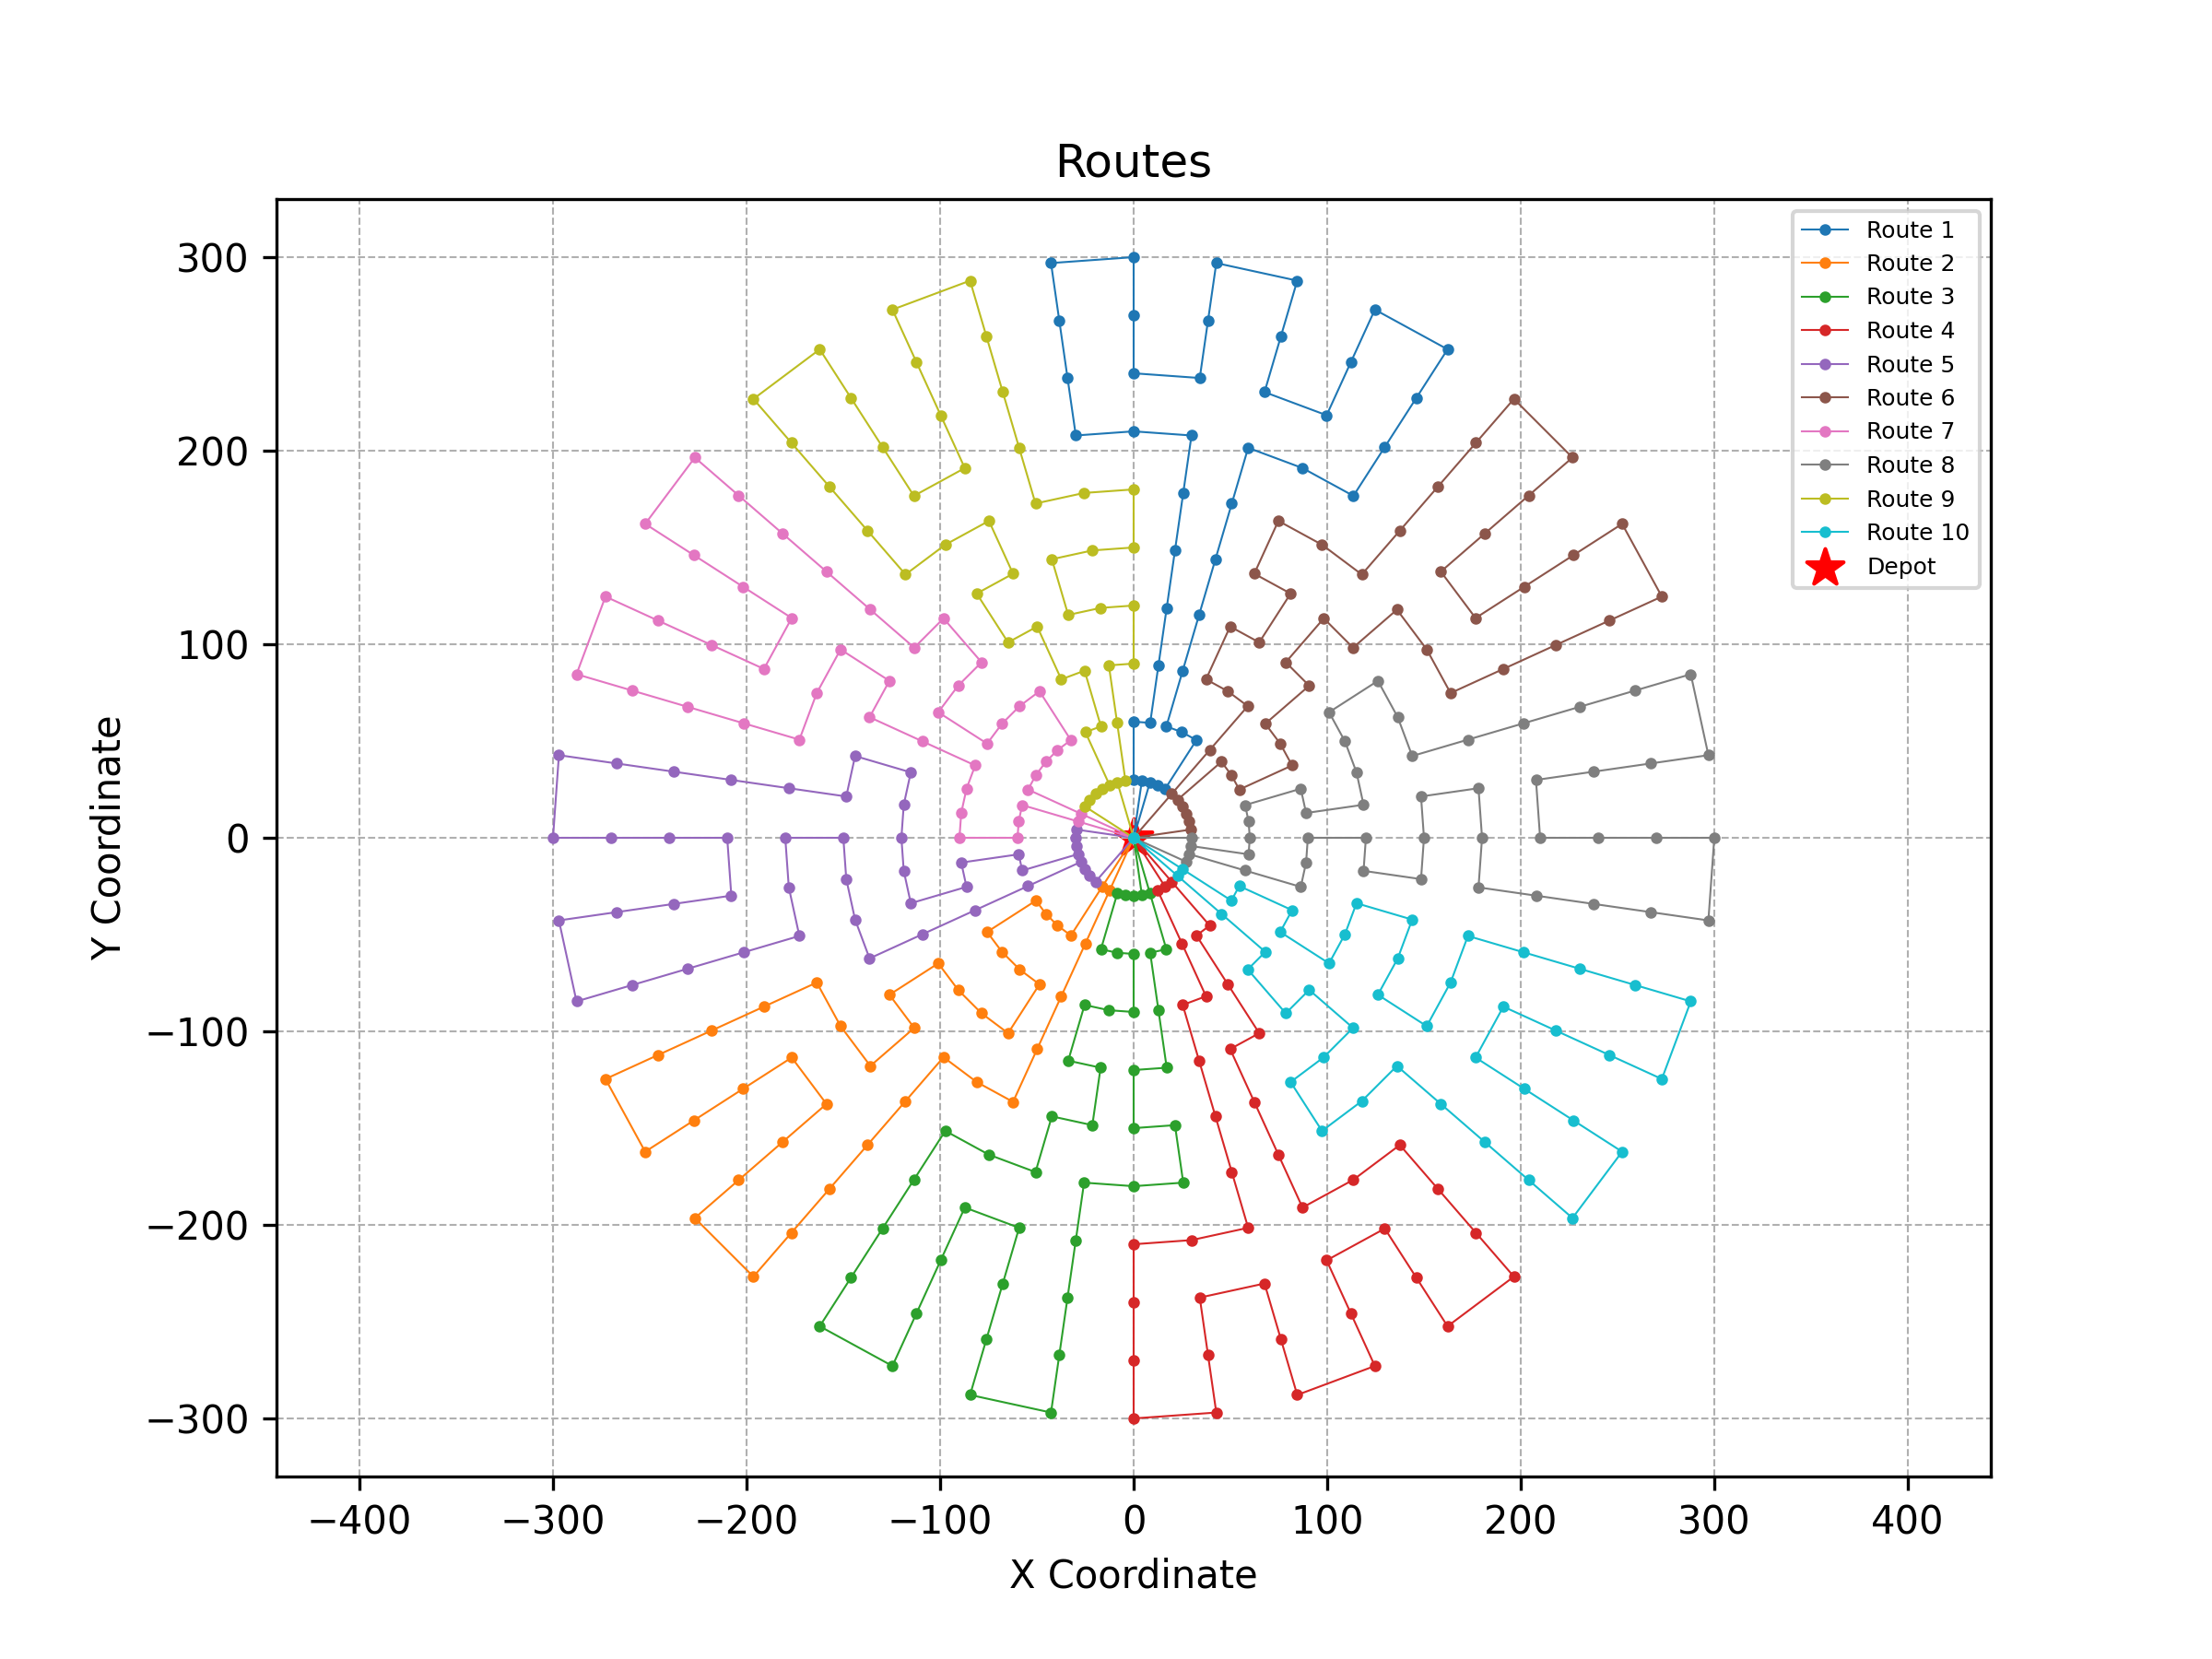 Routes
Route 1
Route 2
Route 3
Route 4
Route 5
Route 6
Route 7
Route 8
Route 9
Route 10
Depot
300
200
100
0
−100
−200
−300
Y Coordinate
−400 −300 −200 −100 0 100 200 300 400
X Coordinate